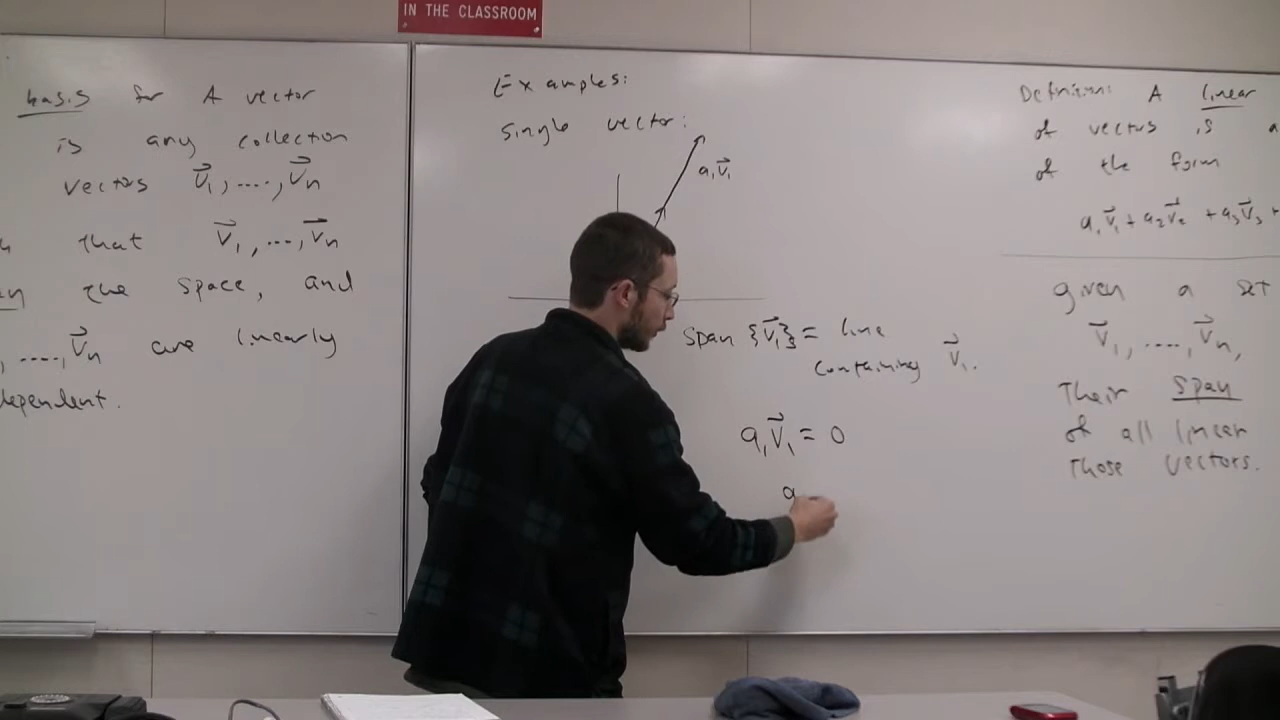 IN THE CLASSROOM
basis for A vector
is any collection
vectors v⃗₁, ...., v⃗ₙ
that v⃗₁, ..., v⃗ₙ
the space, and
, ...., v⃗ₙ are linearly
dependent.
Examples:
Single vector:
a₁v⃗₁
Span {v⃗₁} = line
containing v⃗₁.
a₁v⃗₁ = 0
a
Definition: A linear
of vectors is a
of the form
a₁v⃗₁ + a₂v⃗₂ + a₃v⃗₃ +
given a set
v⃗₁, ...., v⃗ₙ,
Their span
of all linear
those vectors.